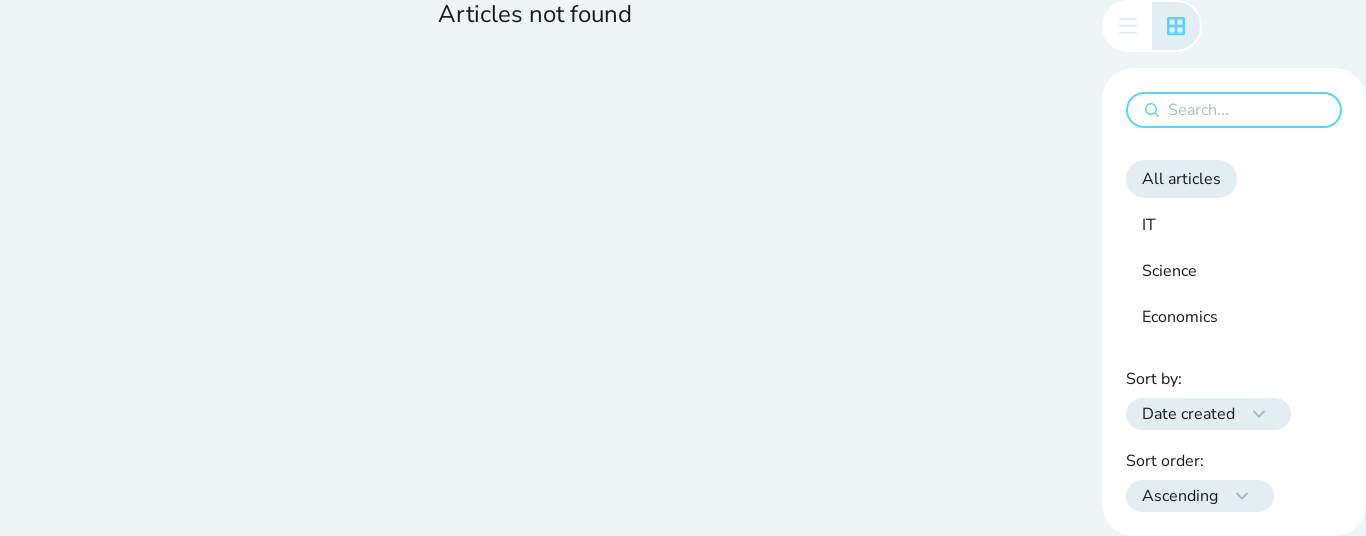 Articles not found
Search...
All articles
IT
Science
Economics
Sort by:
Date created
Sort order:
Ascending